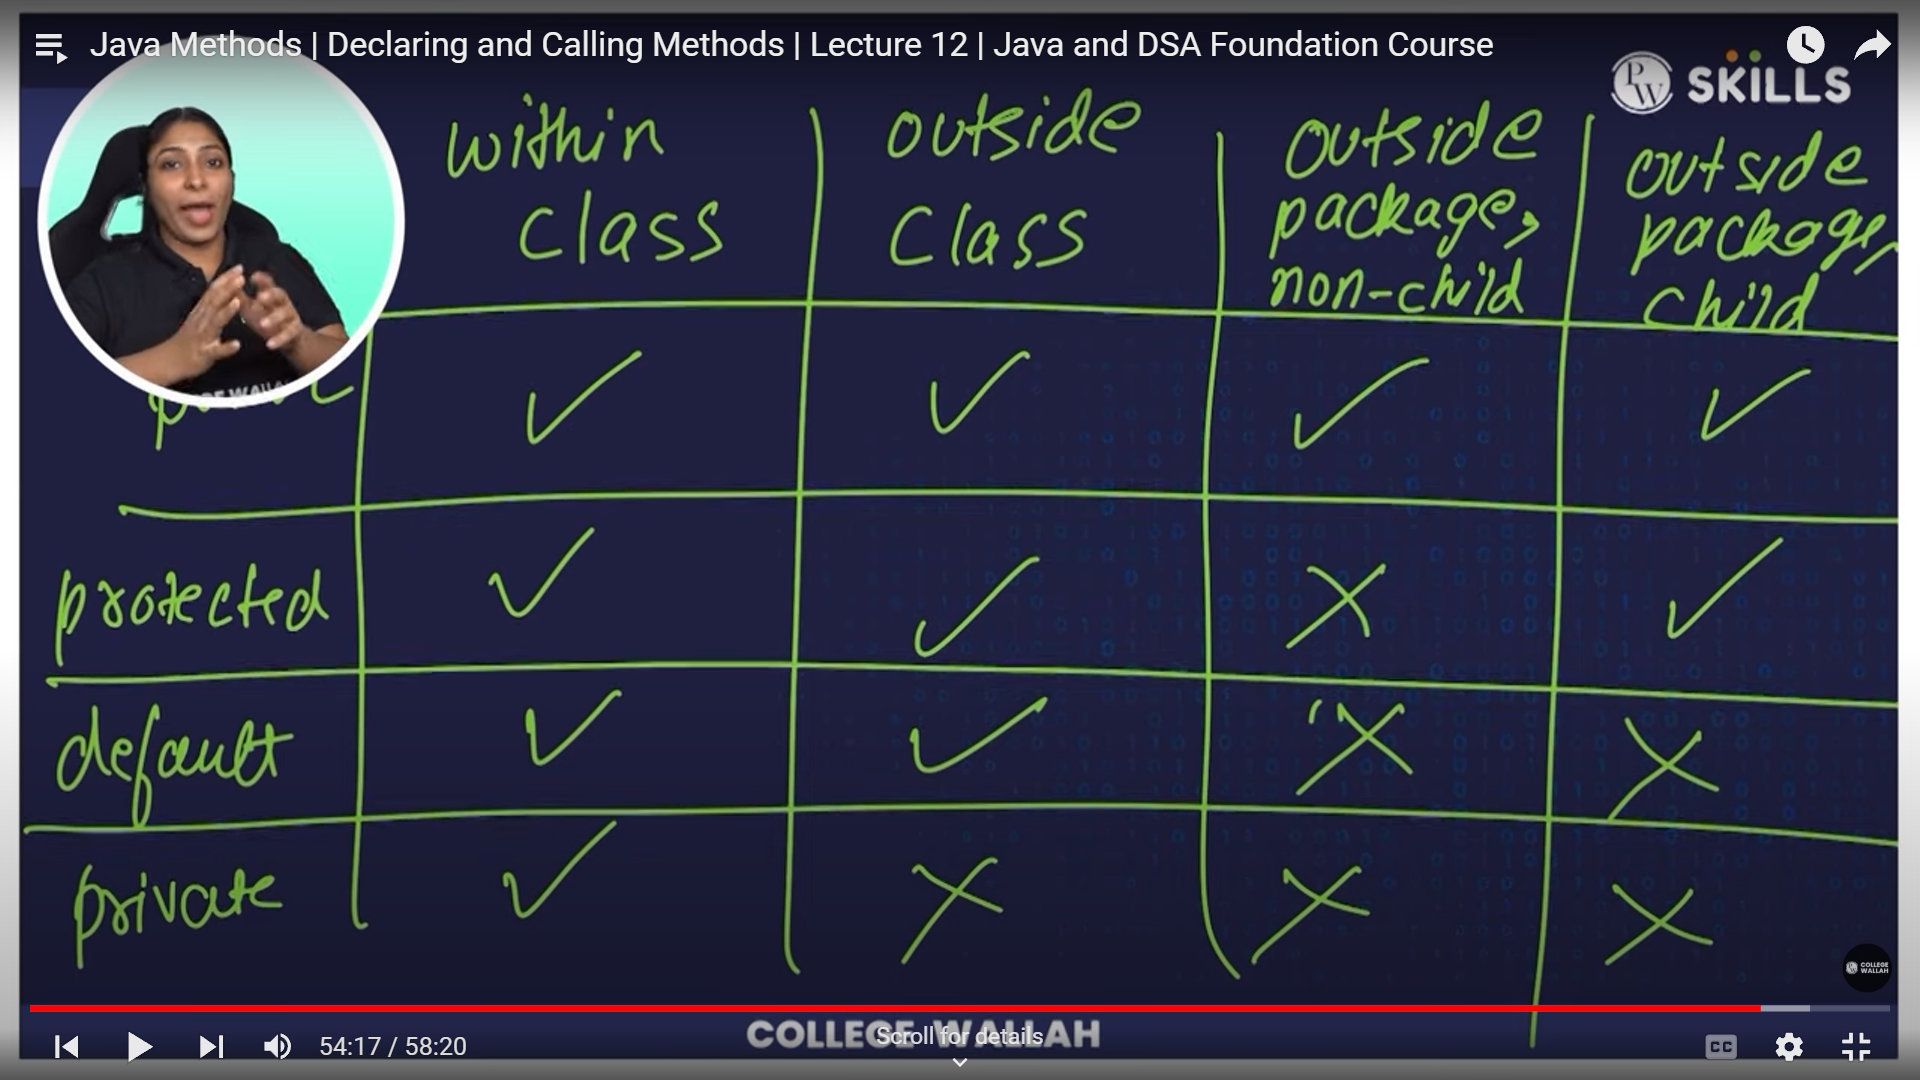 Java Methods | Declaring and Calling Methods | Lecture 12 | Java and DSA Foundation Course
PW SKILLS
within class
outside class
outside package, non-child
outside package, child
protected
default
private
COLLEGE WALLAH
54:17 / 58:20
COLLEGE WALLAH
Scroll for details
CC